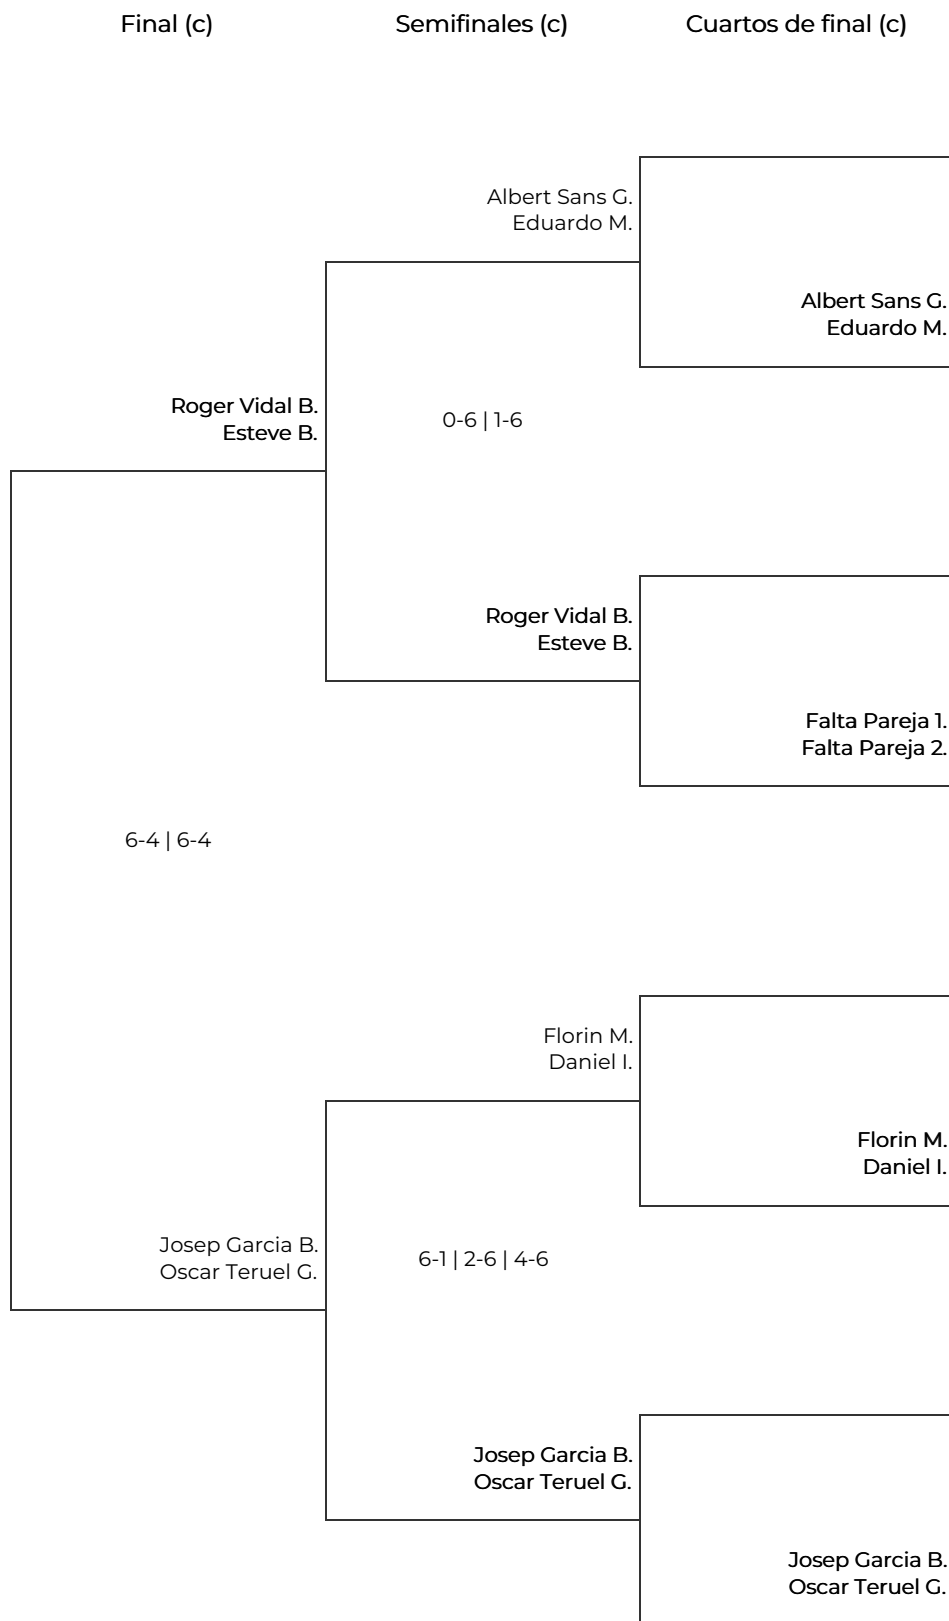 Final (c)
Semifinales (c)
Cuartos de final (c)
Albert Sans G.
Eduardo M.
Albert Sans G.
Eduardo M.
Roger Vidal B.
Esteve B.
0-6 | 1-6
Roger Vidal B.
Esteve B.
Falta Pareja 1.
Falta Pareja 2.
6-4 | 6-4
Florin M.
Daniel I.
Florin M.
Daniel I.
Josep Garcia B.
Oscar Teruel G.
6-1 | 2-6 | 4-6
Josep Garcia B.
Oscar Teruel G.
Josep Garcia B.
Oscar Teruel G.